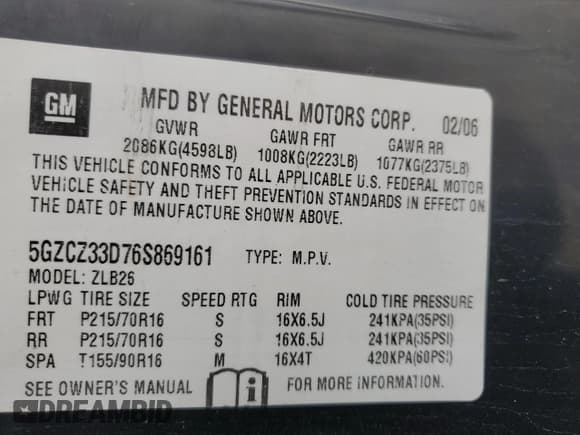 GM
MFD BY GENERAL MOTORS CORP. 02/06
GVWR GAWR FRT GAWR RR
2086KG(4598LB) 1008KG(2223LB) 1077KG(2375LB)
THIS VEHICLE CONFORMS TO ALL APPLICABLE U.S. FEDERAL MOTOR
VEHICLE SAFETY AND THEFT PREVENTION STANDARDS IN EFFECT ON
THE DATE OF MANUFACTURE SHOWN ABOVE.
5GZCZ33D76S869161 TYPE: M.P.V.
MODEL: ZLB26
LPWG TIRE SIZE SPEED RTG RIM COLD TIRE PRESSURE
FRT P215/70R16 S 16X6.5J 241KPA(35PSI)
RR P215/70R16 S 16X6.5J 241KPA(35PSI)
SPA T155/90R16 M 16X4T 420KPA(60PSI)
SEE OWNER'S MANUAL i FOR MORE INFORMATION.
DREAMBID